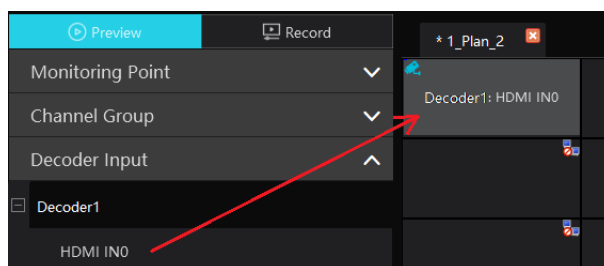 Preview
Record
* 1_Plan_2
Monitoring Point
Decoder1: HDMI IN0
Channel Group
Decoder Input
Decoder1
HDMI IN0